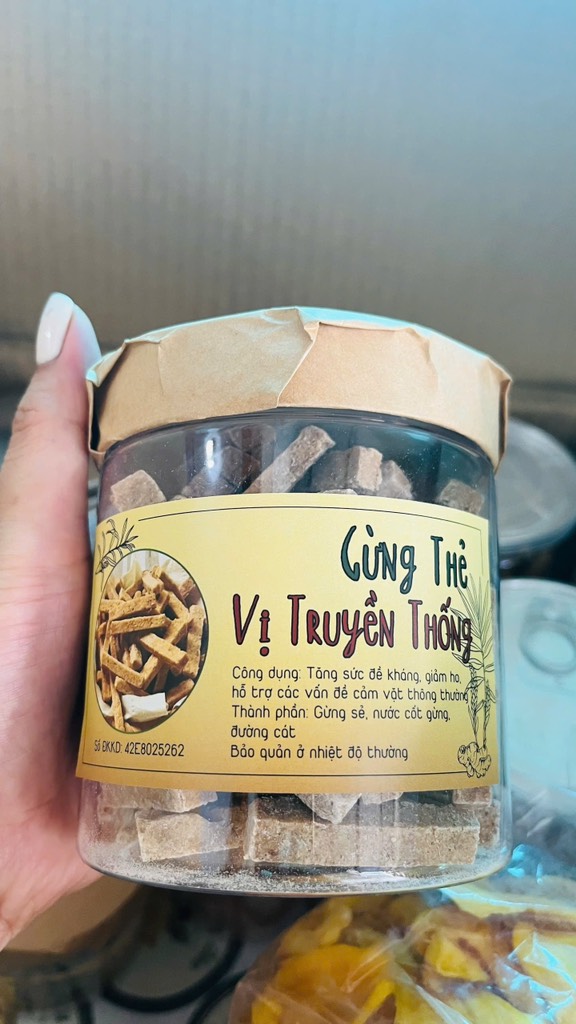 Gừng Thẻ
Vị Truyền Thống
Công dụng: Tăng sức đề kháng, giảm ho,
hỗ trợ các vấn đề cảm vặt thông thường
Thành phần: Gừng sẻ, nước cốt gừng,
đường cát
Bảo quản ở nhiệt độ thường
Số ĐKKD: 42E8025262